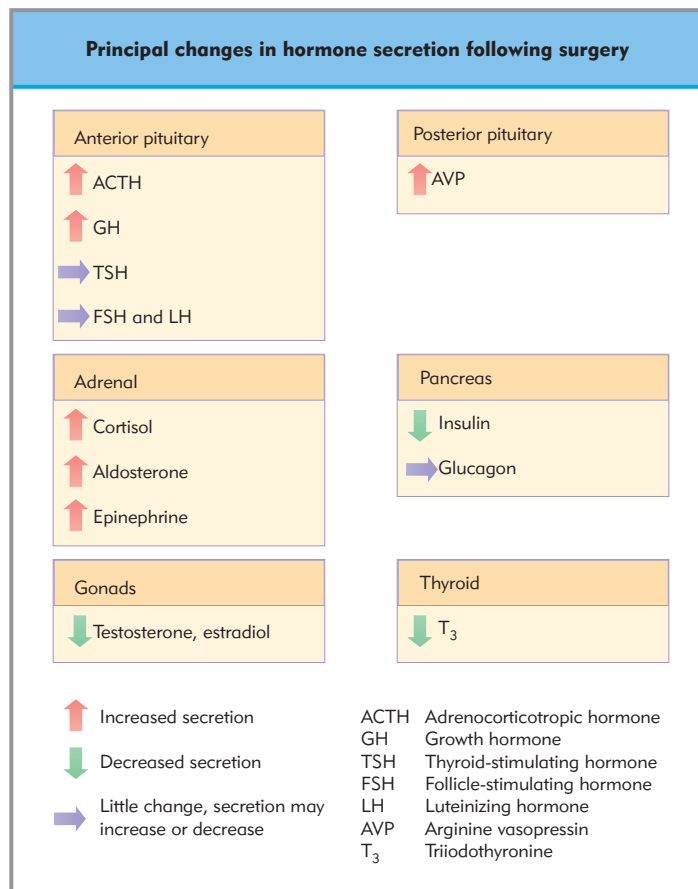 Principal changes in hormone secretion following surgery
Anterior pituitary
ACTH
GH
TSH
FSH and LH
Posterior pituitary
AVP
Adrenal
Cortisol
Aldosterone
Epinephrine
Pancreas
Insulin
Glucagon
Gonads
Testosterone, estradiol
Thyroid
T₃
Increased secretion
Decreased secretion
Little change, secretion may
increase or decrease
ACTH Adrenocorticotropic hormone
GH Growth hormone
TSH Thyroid-stimulating hormone
FSH Follicle-stimulating hormone
LH Luteinizing hormone
AVP Arginine vasopressin
T₃ Triiodothyronine